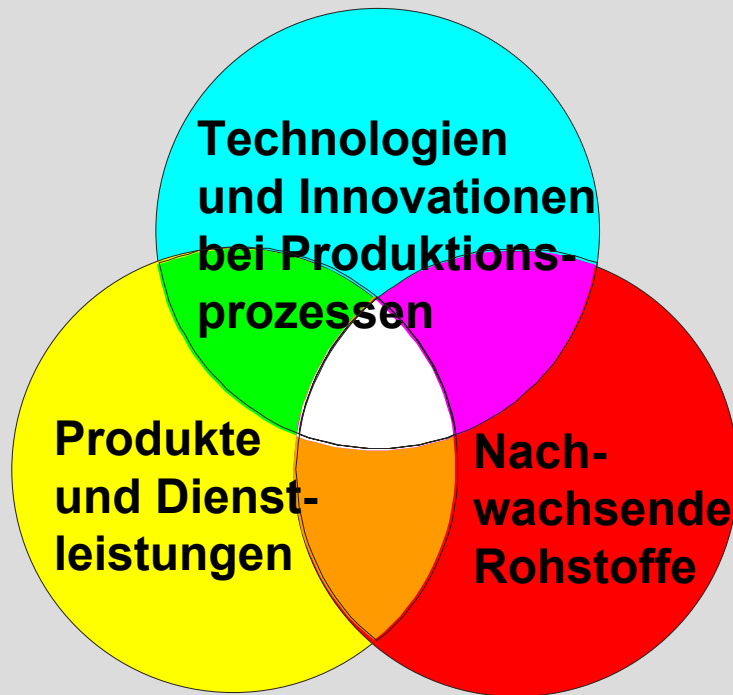 Technologien
und Innovationen
bei Produktions-
prozessen
Produkte
und Dienst-
leistungen
Nach-
wachsende
Rohstoffe